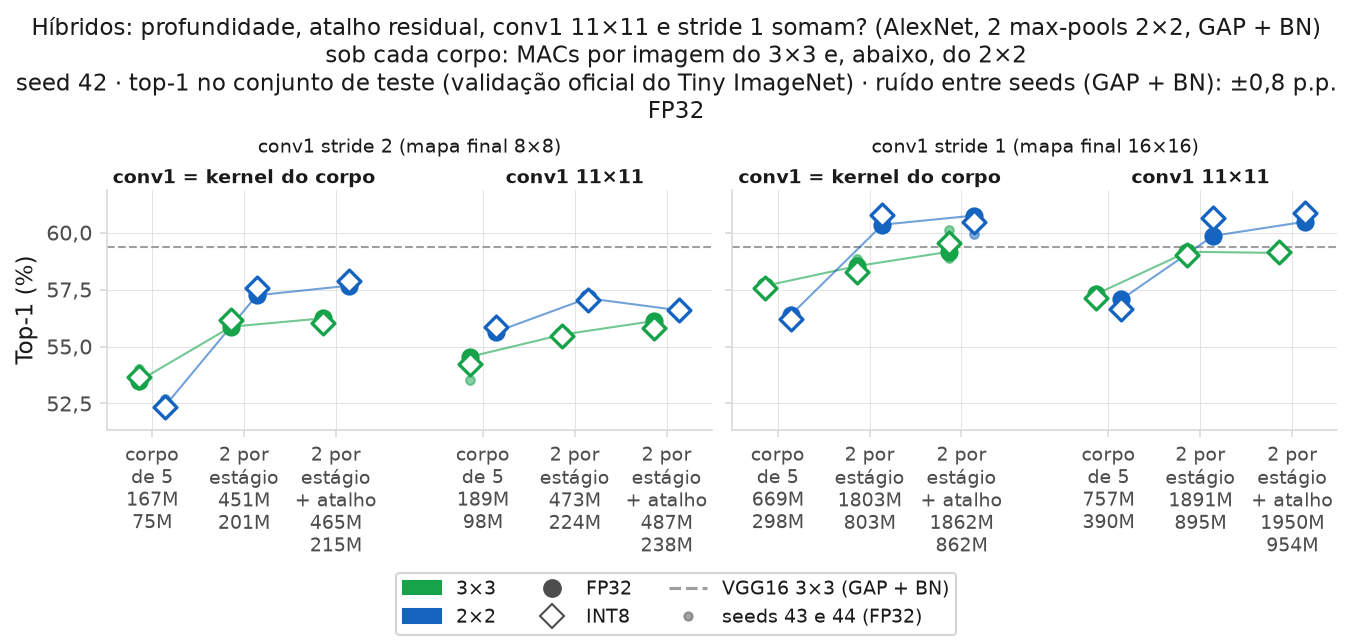 Híbridos: profundidade, atalho residual, conv1 11×11 e stride 1 somam? (AlexNet, 2 max-pools 2×2, GAP + BN)
sob cada corpo: MACs por imagem do 3×3 e, abaixo, do 2×2
seed 42 · top-1 no conjunto de teste (validação oficial do Tiny ImageNet) · ruído entre seeds (GAP + BN): ±0,8 p.p.
FP32
conv1 stride 2 (mapa final 8×8)
conv1 = kernel do corpo
conv1 11×11
conv1 stride 1 (mapa final 16×16)
conv1 = kernel do corpo
conv1 11×11
Top-1 (%)
60,0
57,5
55,0
52,5
corpo
de 5
167M
75M
2 por
estágio
451M
201M
2 por
estágio
+ atalho
465M
215M
corpo
de 5
189M
98M
2 por
estágio
473M
224M
2 por
estágio
+ atalho
487M
238M
corpo
de 5
669M
298M
2 por
estágio
1803M
803M
2 por
estágio
+ atalho
1862M
862M
corpo
de 5
757M
390M
2 por
estágio
1891M
895M
2 por
estágio
+ atalho
1950M
954M
3×3
2×2
FP32
INT8
VGG16 3×3 (GAP + BN)
seeds 43 e 44 (FP32)